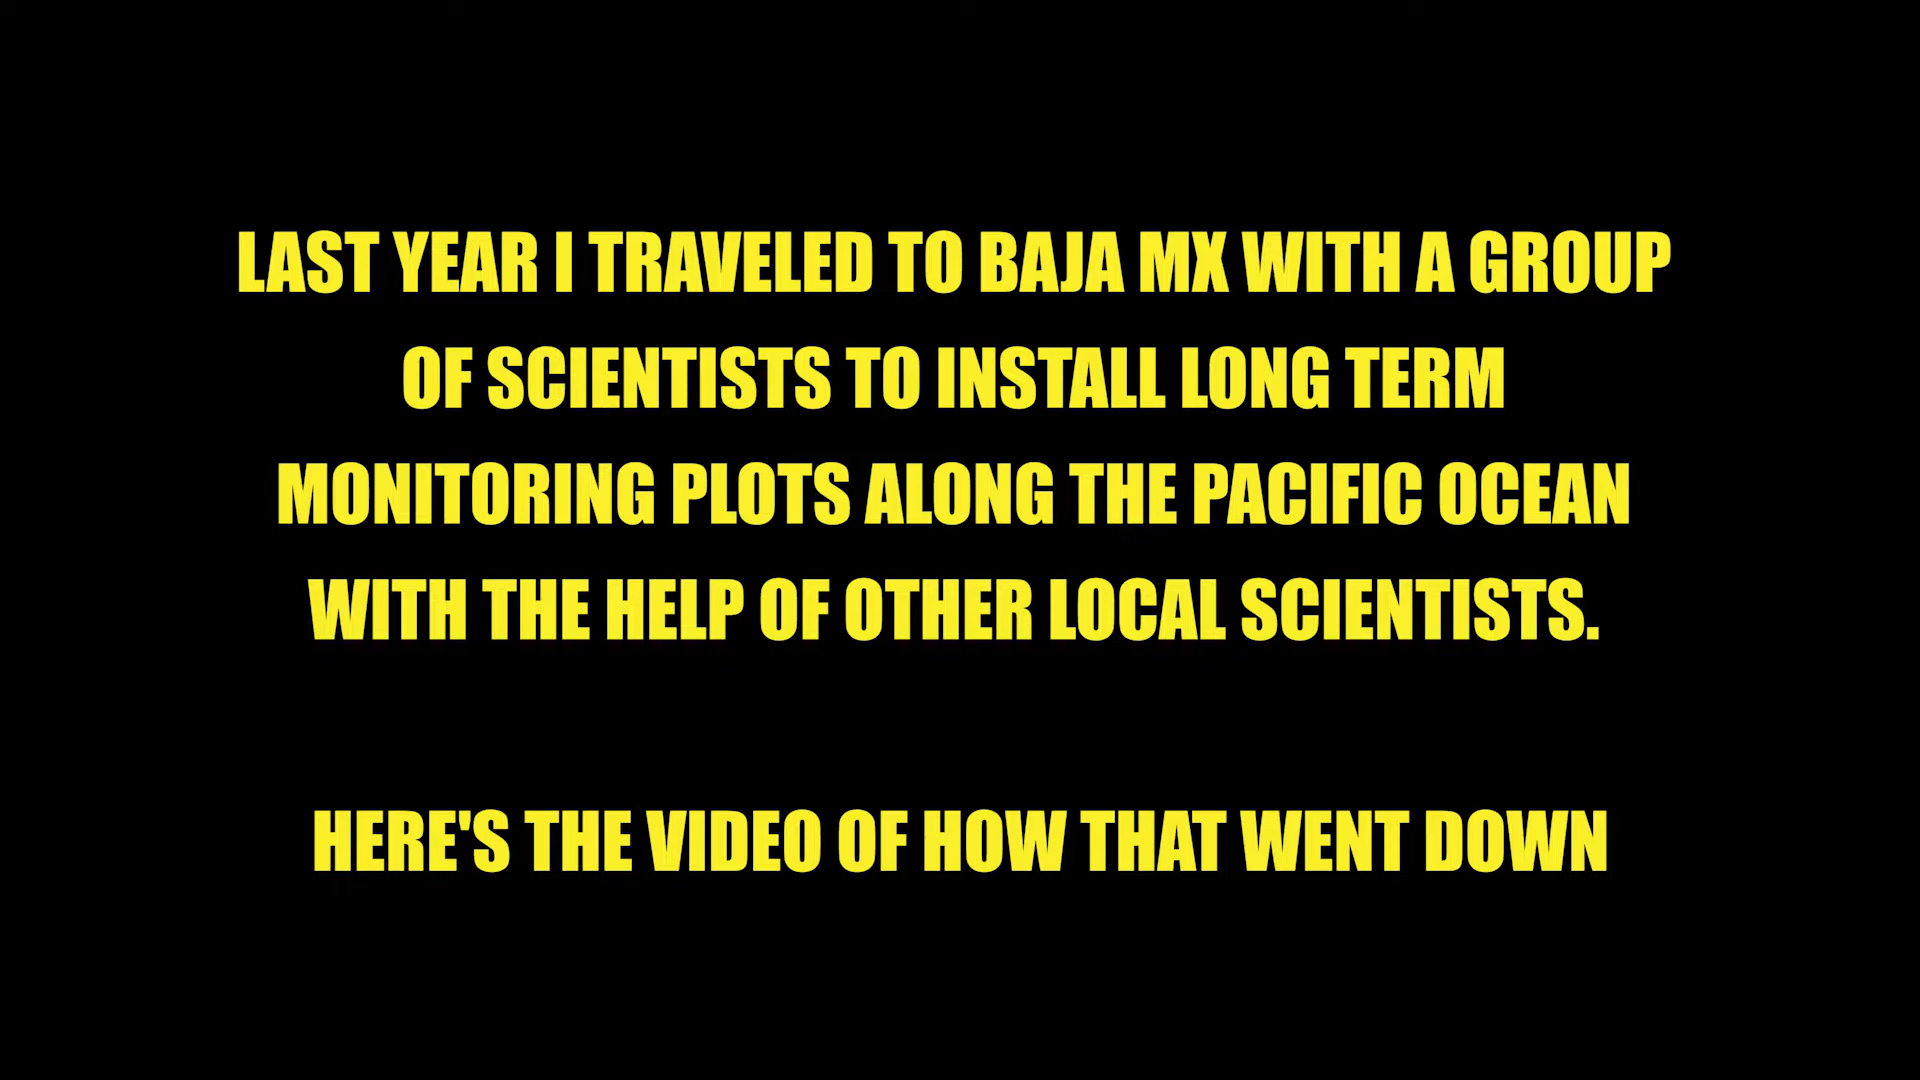 LAST YEAR I TRAVELED TO BAJA MX WITH A GROUP
OF SCIENTISTS TO INSTALL LONG TERM
MONITORING PLOTS ALONG THE PACIFIC OCEAN
WITH THE HELP OF OTHER LOCAL SCIENTISTS.
HERE'S THE VIDEO OF HOW THAT WENT DOWN